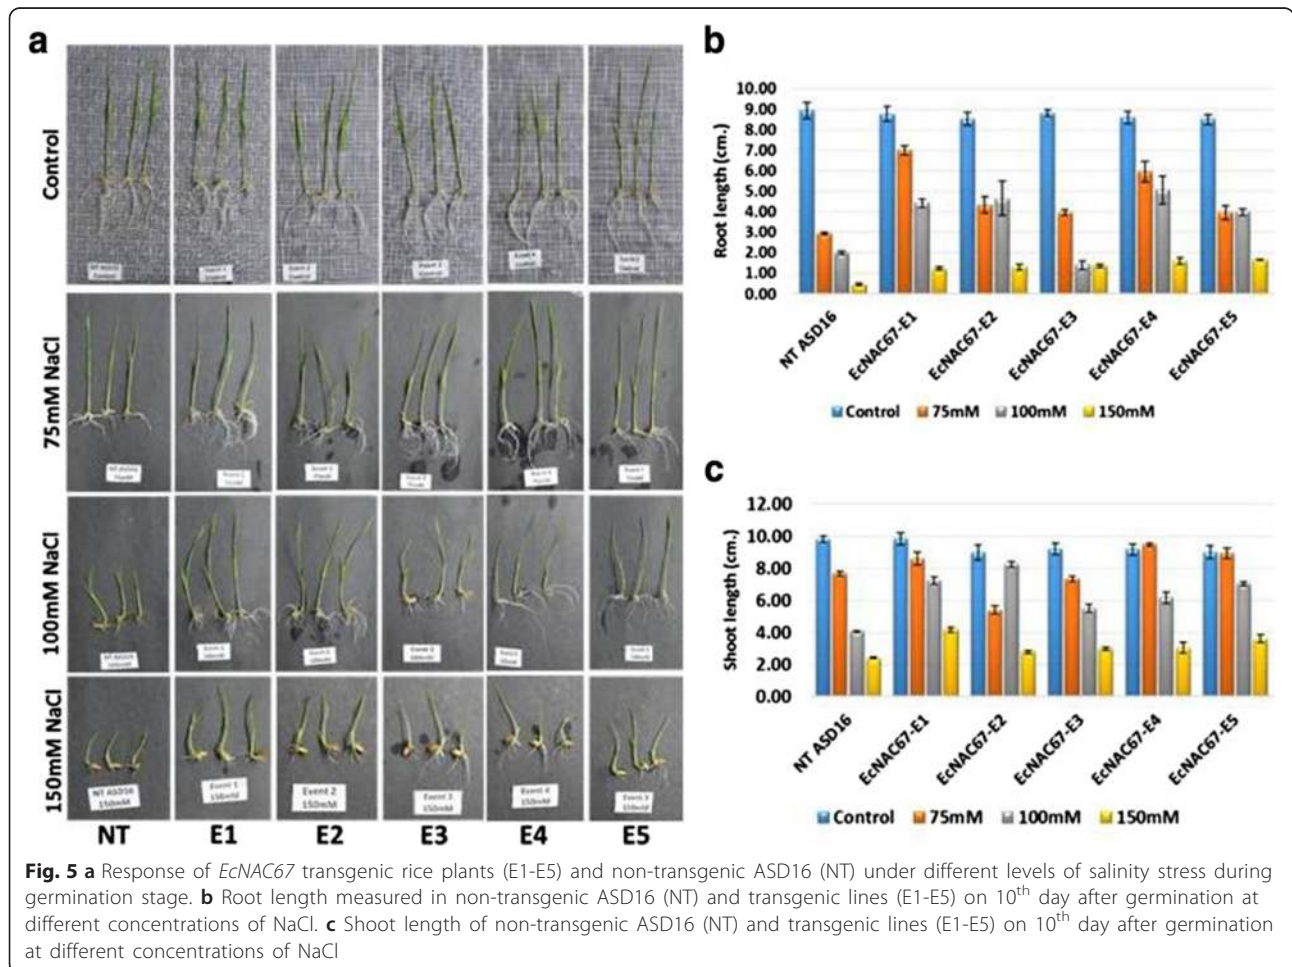 a
Control
75mM NaCl
100mM NaCl
150mM NaCl
NT ASD16
150mM
Event 1
150mM
Event 2
150mM
Event 3
150mM
Event 4
150mM
NT E1 E2 E3 E4 E5
b
Root length (cm.)
10.00
9.00
8.00
7.00
6.00
5.00
4.00
3.00
2.00
1.00
0.00
NT ASD16
EcNAC67-E1
EcNAC67-E2
EcNAC67-E3
EcNAC67-E4
EcNAC67-E5
Control 75mM 100mM 150mM
c
Shoot length (cm.)
12.00
10.00
8.00
6.00
4.00
2.00
0.00
NT ASD16
EcNAC67-E1
EcNAC67-E2
EcNAC67-E3
EcNAC67-E4
EcNAC67-E5
Control 75mM 100mM 150mM
Fig. 5 a Response of EcNAC67 transgenic rice plants (E1-E5) and non-transgenic ASD16 (NT) under different levels of salinity stress during
germination stage. b Root length measured in non-transgenic ASD16 (NT) and transgenic lines (E1-E5) on 10th day after germination at
different concentrations of NaCl. c Shoot length of non-transgenic ASD16 (NT) and transgenic lines (E1-E5) on 10th day after germination
at different concentrations of NaCl